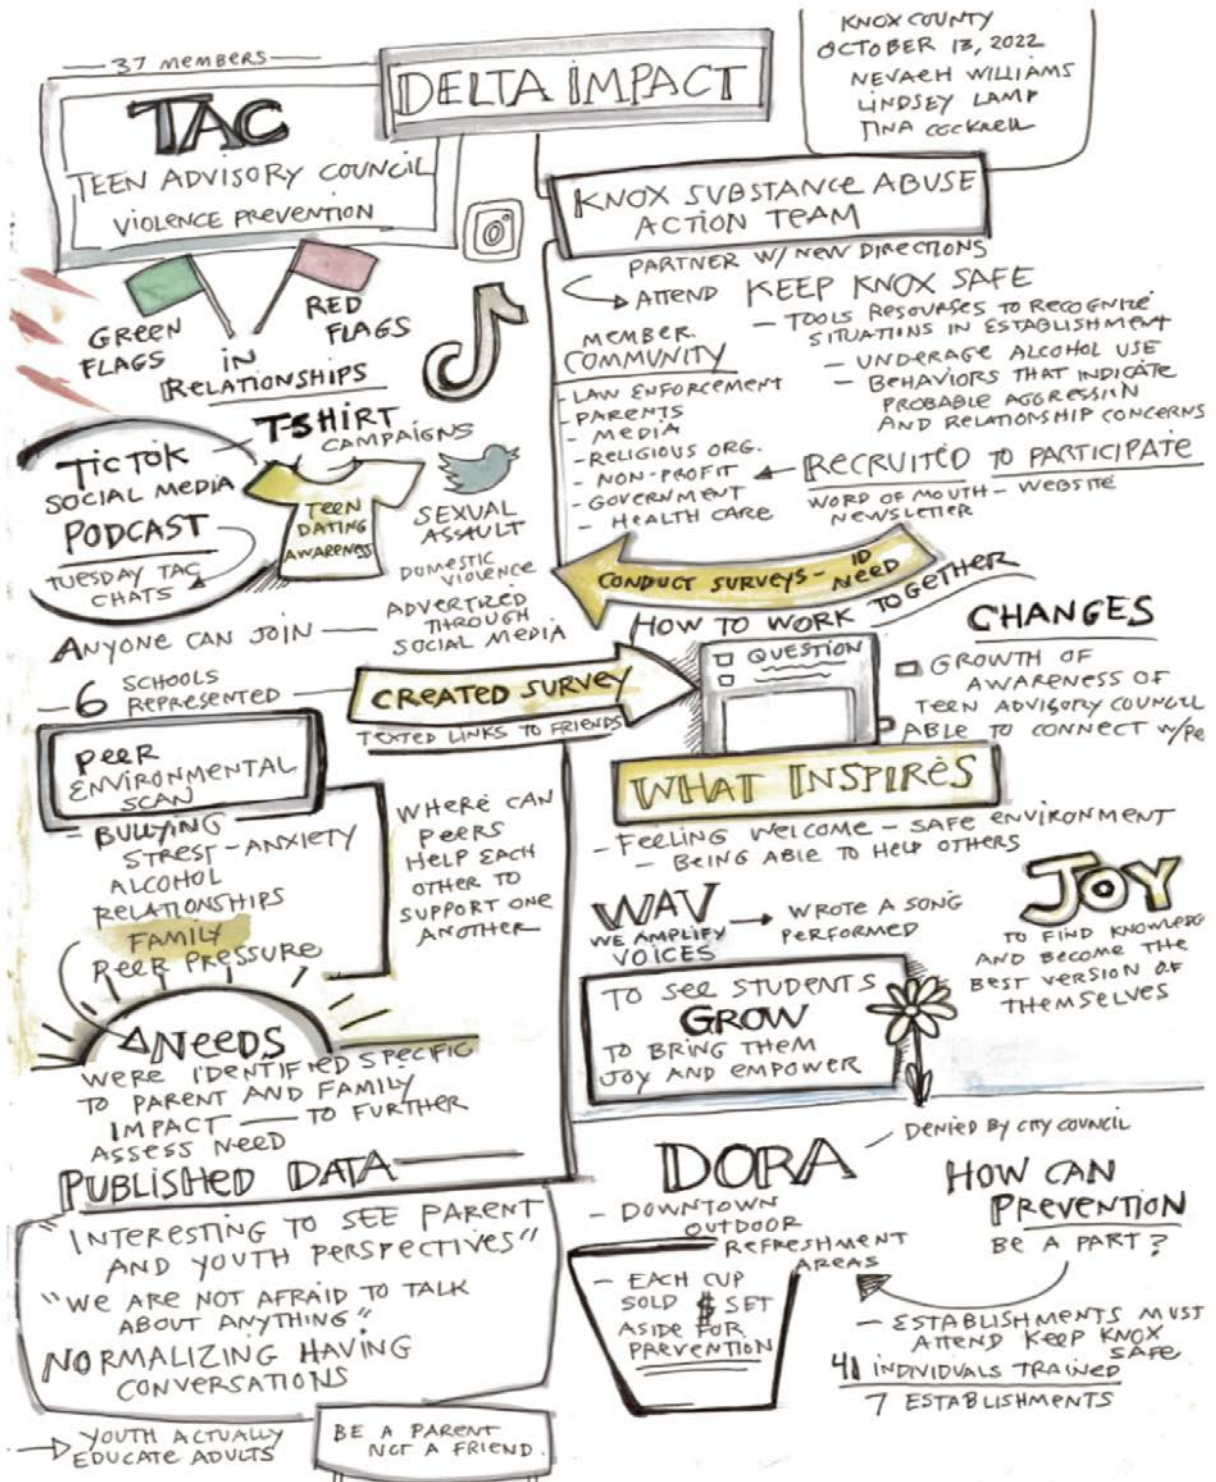 37 MEMBERS
DELTA IMPACT
KNOX COUNTY
OCTOBER 13, 2022
NEVAEH WILLIAMS
LINDSEY LAMP
TINA COCKRELL
TAC
TEEN ADVISORY COUNCIL
VIOLENCE PREVENTION
GREEN
FLAGS
RED
FLAGS
IN
RELATIONSHIPS
T-SHIRT
CAMPAIGNS
TICTOK
SOCIAL MEDIA
PODCAST
TUESDAY TAC
CHATS
TEEN
DATING
AWARENESS
SEXUAL
ASSAULT
DOMESTIC
VIOLENCE
ADVERTIZED
THROUGH
SOCIAL MEDIA
ANYONE CAN JOIN
6 SCHOOLS
REPRESENTED
CREATED SURVEY
TEXTED LINKS TO FRIENDS
PEER
ENVIRONMENTAL
SCAN
- BULLYING
STREST - ANXIETY
ALCOHOL
RELATIONSHIPS
FAMILY
PEER PRESSURE
WHERE CAN
PEERS
HELP EACH
OTHER TO
SUPPORT ONE
ANOTHER
NEEDS
WERE IDENTIFIED SPECIFIC
TO PARENT AND FAMILY
IMPACT — TO FURTHER
ASSESS NEED
PUBLISHED DATA
"INTERESTING TO SEE PARENT
AND YOUTH PERSPECTIVES"
"WE ARE NOT AFRAID TO TALK
ABOUT ANYTHING"
NORMALIZING HAVING
CONVERSATIONS
YOUTH ACTUALLY
EDUCATE ADULTS
BE A PARENT
NOT A FRIEND.
KNOX SUBSTANCE ABUSE
ACTION TEAM
PARTNER W/ NEW DIRECTIONS
ATTEND KEEP KNOX SAFE
- TOOLS RESOURSES TO RECOGNIZE
SITUATIONS IN ESTABLISHMENT
- UNDERAGE ALCOHOL USE
- BEHAVIORS THAT INDICATE
PROBABLE AGGRESSION
AND RELATIONSHIP CONCERNS
MEMBER.
COMMUNITY
- LAW ENFORCEMENT
- PARENTS
- MEDIA
- RELIGIOUS ORG.
- NON-PROFIT
- GOVERNMENT
- HEALTH CARE
RECRUITED TO PARTICIPATE
WORD OF MOUTH - WEBSITE
NEWSLETTER
CONDUCT SURVEYS - ID
NEED
HOW TO WORK TOGETHER
QUESTION
CHANGES
GROWTH OF
AWARENESS OF
TEEN ADVISORY COUNCIL
ABLE TO CONNECT W/PE
WHAT INSPIRES
- FEELING WELCOME - SAFE ENVIRONMENT
- BEING ABLE TO HELP OTHERS
WAV
WE AMPLIFY
VOICES
WROTE A SONG
PERFORMED
JOY
TO FIND KNOWLEDG
AND BECOME THE
BEST VERSION OF
THEMSELVES
TO SEE STUDENTS
GROW
TO BRING THEM
JOY AND EMPOWER
DORA
DENIED BY CITY COUNCIL
- DOWNTOWN
OUTDOOR
REFRESHMENT
AREAS
- EACH CUP
SOLD $ SET
ASIDE FOR
PREVENTION
HOW CAN
PREVENTION
BE A PART?
- ESTABLISHMENTS MUST
ATTEND KEEP KNOX
SAFE
41 INDIVIDUALS TRAINED
7 ESTABLISHMENTS